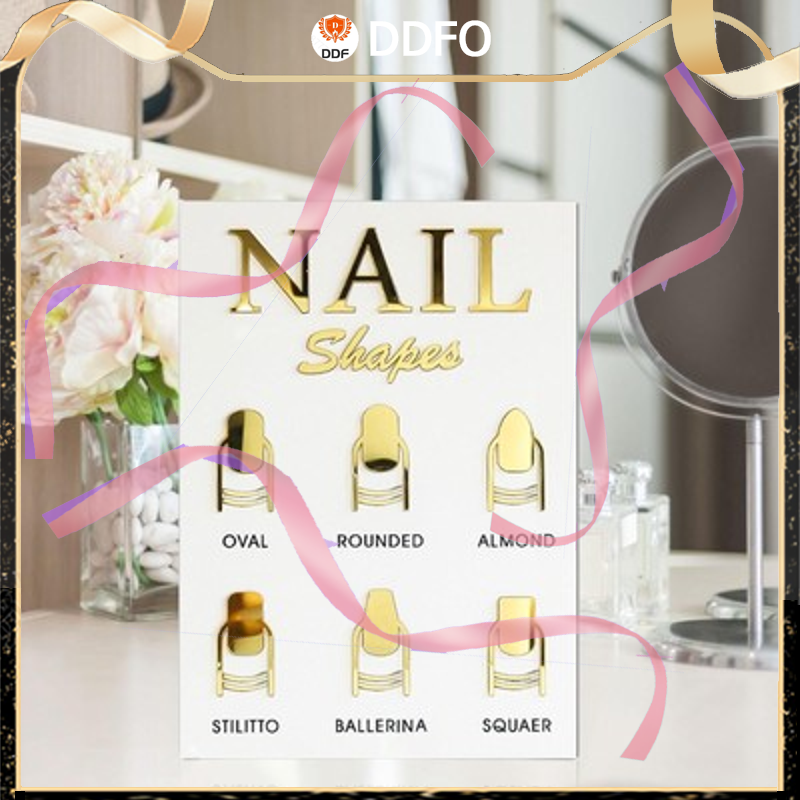 D
DDF
DDFO
NAIL
Shapes
OVAL ROUNDED ALMOND
STILITTO BALLERINA SQUAER